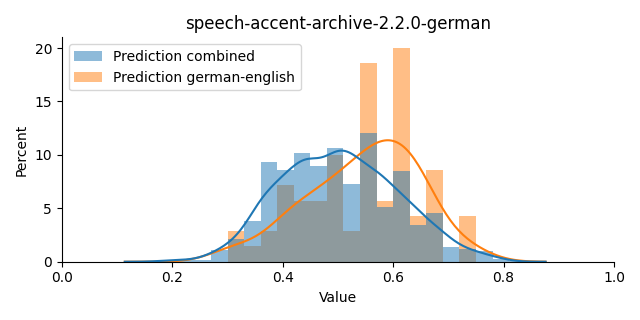 speech-accent-archive-2.2.0-german
Prediction combined
Prediction german-english
Percent
20
15
10
5
0
0.0 0.2 0.4 0.6 0.8 1.0
Value